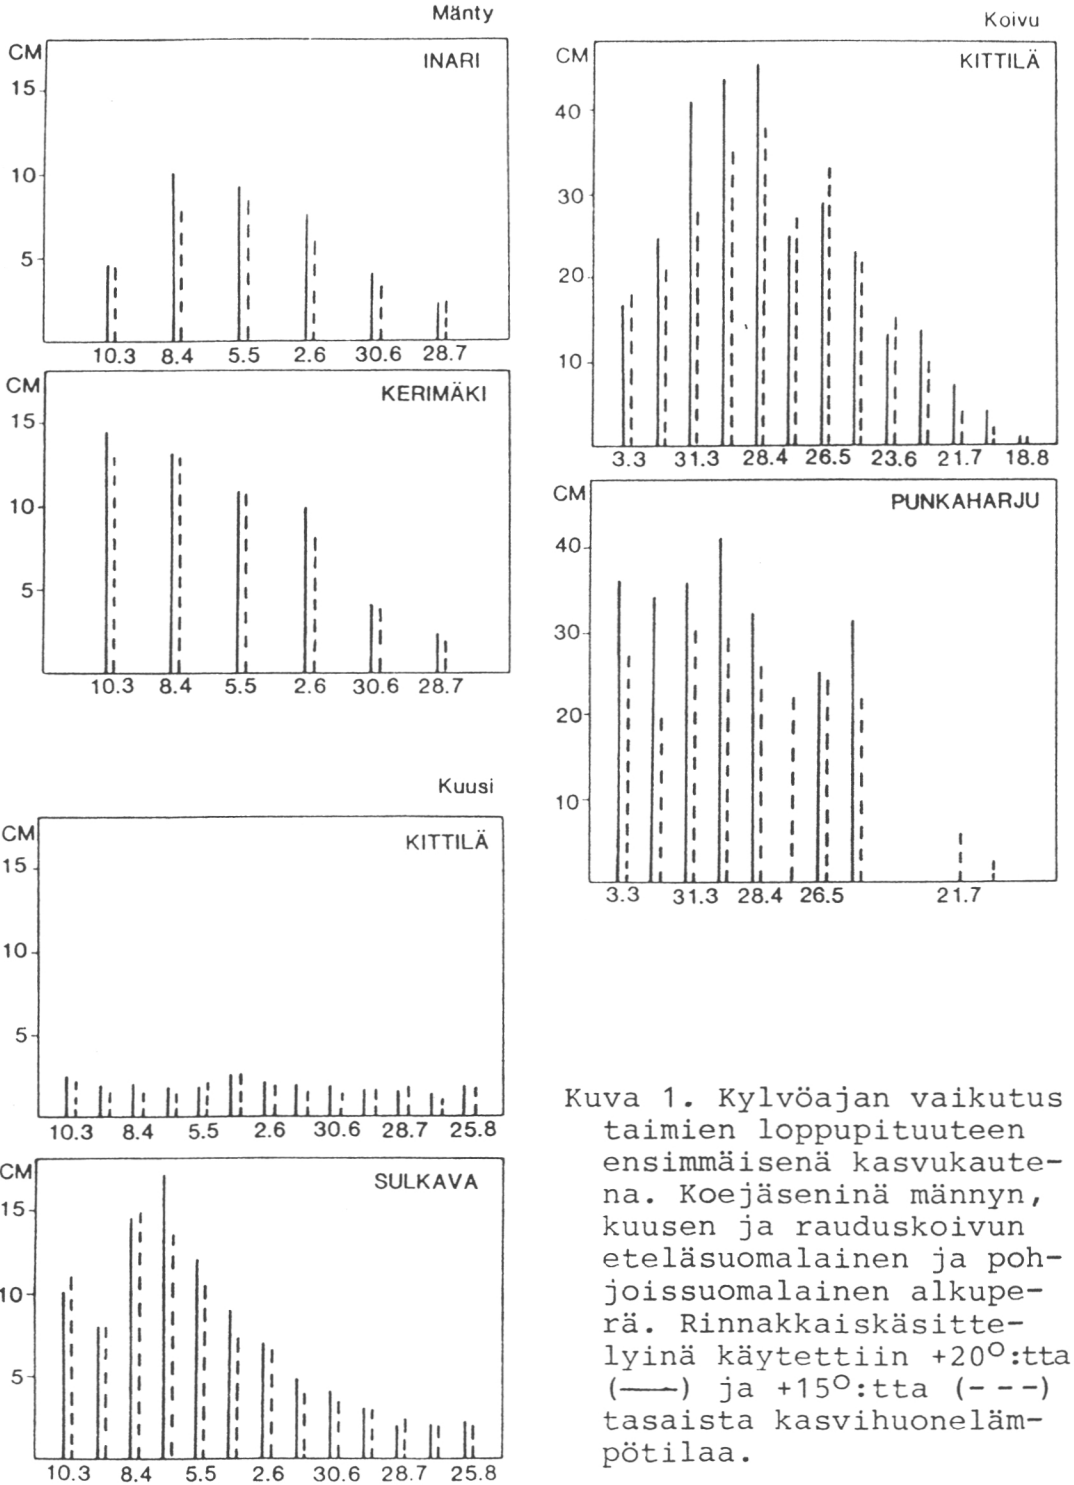 Mänty
CM
INARI
15
10
5
10.3 8.4 5.5 2.6 30.6 28.7
CM
KERIMÄKI
15
10
5
10.3 8.4 5.5 2.6 30.6 28.7
Kuusi
CM
KITTILÄ
15
10
5
10.3 8.4 5.5 2.6 30.6 28.7 25.8
CM
SULKAVA
15
10
5
10.3 8.4 5.5 2.6 30.6 28.7 25.8
Koivu
CM
KITTILÄ
40
30
20
10
3.3 31.3 28.4 26.5 23.6 21.7 18.8
CM
PUNKAHARJU
40
30
20
10
3.3 31.3 28.4 26.5 21.7
Kuva 1. Kylvöajan vaikutus
taimien loppupituuteen
ensimmäisenä kasvukaute-
na. Koejäseninä männyn,
kuusen ja rauduskoivun
eteläsuomalainen ja poh-
joissuomalainen alkupe-
rä. Rinnakkaiskäsitte-
lyinä käytettiin +20°:tta
(——) ja +15°:tta (---)
tasaista kasvihuoneläm-
pötilaa.